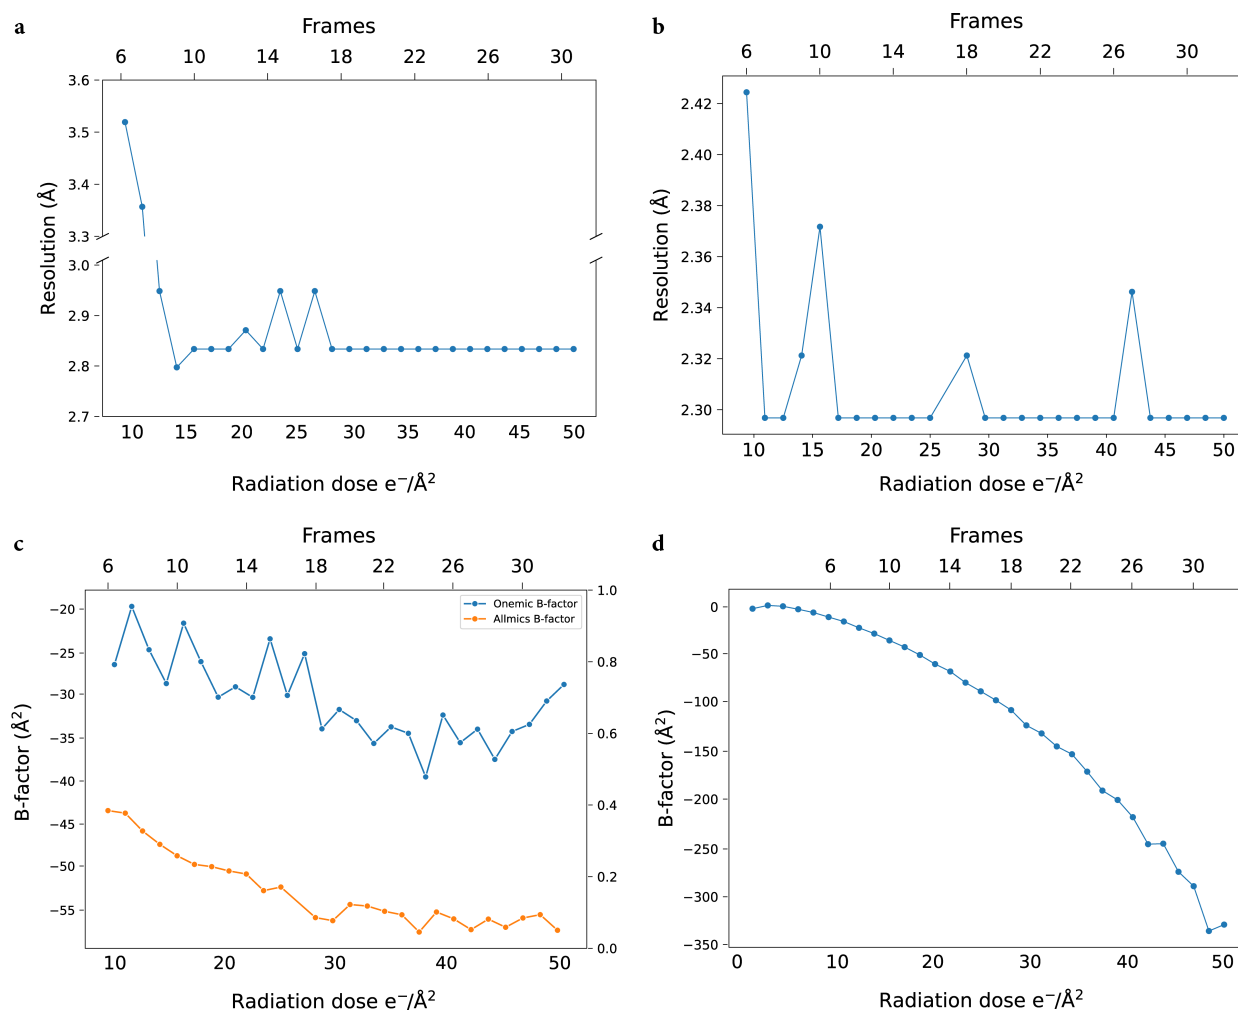 a
Frames
6 10 14 18 22 26 30
3.6
3.5
3.4
3.3
3.0
2.9
2.8
2.7
Resolution (Å)
10 15 20 25 30 35 40 45 50
Radiation dose e⁻/Å²
b
Frames
6 10 14 18 22 26 30
2.42
2.40
2.38
2.36
2.34
2.32
2.30
Resolution (Å)
10 15 20 25 30 35 40 45 50
Radiation dose e⁻/Å²
c
Frames
6 10 14 18 22 26 30
Onemic B-factor
Allmics B-factor
−20
−25
−30
−35
−40
−45
−50
−55
B-factor (Å²)
1.0
0.8
0.6
0.4
0.2
0.0
10 20 30 40 50
Radiation dose e⁻/Å²
d
Frames
6 10 14 18 22 26 30
0
−50
−100
−150
−200
−250
−300
−350
B-factor (Å²)
0 10 20 30 40 50
Radiation dose e⁻/Å²